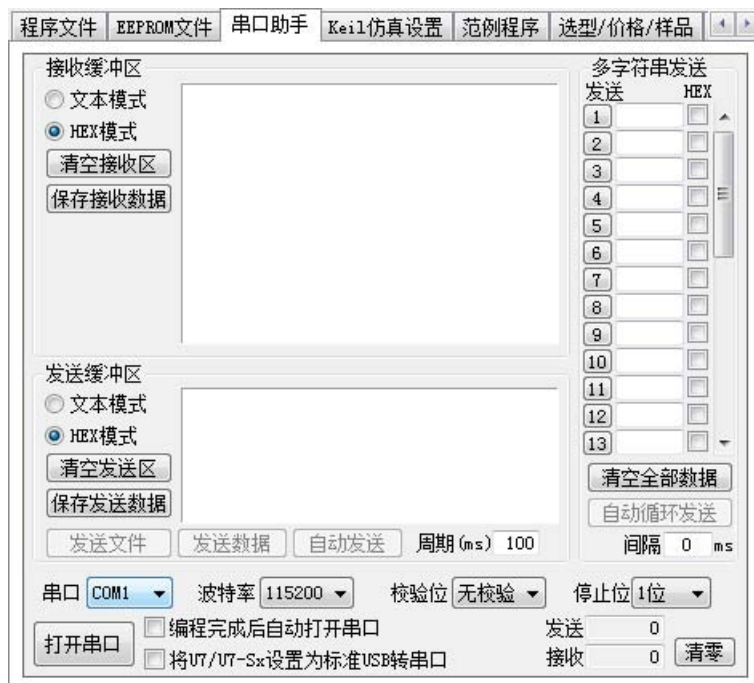 程序文件 EEPROM文件 串口助手 Keil仿真设置 范例程序 选型/价格/样品
接收缓冲区
文本模式
HEX模式
清空接收区
保存接收数据
发送缓冲区
文本模式
HEX模式
清空发送区
保存发送数据
发送文件 发送数据 自动发送 周期(ms) 100
多字符串发送
发送 HEX
1
2
3
4
5
6
7
8
9
10
11
12
13
清空全部数据
自动循环发送
间隔 0 ms
串口 COM1 波特率 115200 校验位 无校验 停止位 1位
打开串口
编程完成后自动打开串口
将U7/U7-Sx设置为标准USB转串口
发送 0
接收 0
清零